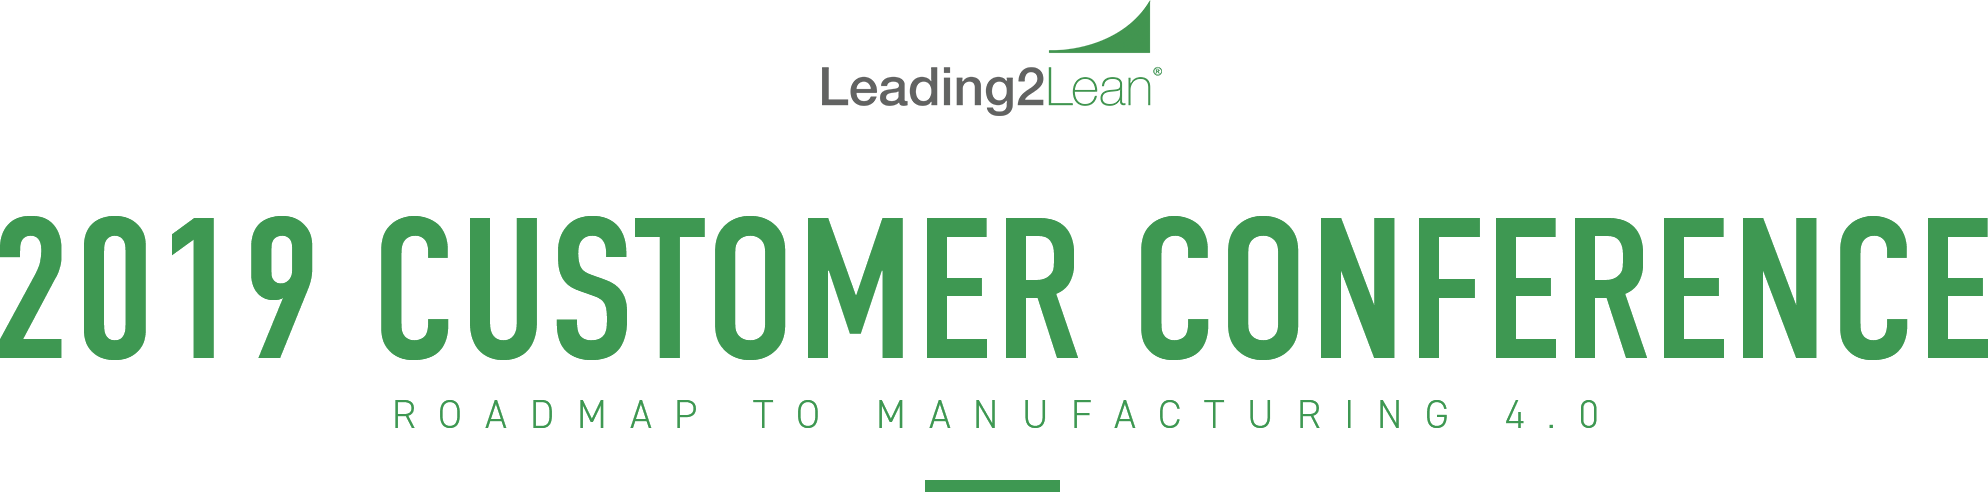 Leading2Lean®
2019 CUSTOMER CONFERENCE
ROADMAP TO MANUFACTURING 4.0